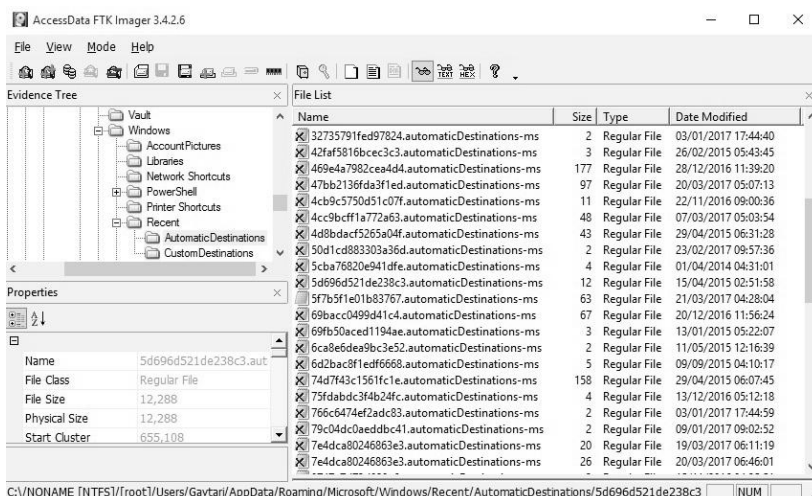 AccessData FTK Imager 3.4.2.6
File View Mode Help
Evidence Tree
Vault
Windows
AccountPictures
Libraries
Network Shortcuts
PowerShell
Printer Shortcuts
Recent
AutomaticDestinations
CustomDestinations
Properties
Name 5d696d521de238c3.aut
File Class Regular File
File Size 12,288
Physical Size 12,288
Start Cluster 655,108
File List
Name Size Type Date Modified
32735791fed97824.automaticDestinations-ms 2 Regular File 03/01/2017 17:44:40
42faf5816bcec3c3.automaticDestinations-ms 3 Regular File 26/02/2015 05:43:45
469e4a7982cea4d4.automaticDestinations-ms 177 Regular File 28/12/2016 11:39:20
47bb2136fda3f1ed.automaticDestinations-ms 97 Regular File 20/03/2017 05:07:13
4cb9c5750d51c07f.automaticDestinations-ms 11 Regular File 22/11/2016 09:00:36
4cc9bcff1a772a63.automaticDestinations-ms 48 Regular File 07/03/2017 05:03:54
4d8bdacf5265a04f.automaticDestinations-ms 43 Regular File 29/04/2015 06:31:28
50d1cd883303a36d.automaticDestinations-ms 2 Regular File 23/02/2017 09:57:36
5cba76820e941dfe.automaticDestinations-ms 4 Regular File 01/04/2014 04:31:01
5d696d521de238c3.automaticDestinations-ms 12 Regular File 15/04/2015 02:51:58
5f7b5f1e01b83767.automaticDestinations-ms 63 Regular File 21/03/2017 04:28:04
69bacc0499d41c4.automaticDestinations-ms 67 Regular File 20/12/2016 11:56:24
69fb50aced1194ae.automaticDestinations-ms 3 Regular File 13/01/2015 05:22:07
6ca8e6dea9bc3e52.automaticDestinations-ms 2 Regular File 11/05/2015 12:16:39
6d2bac8f1edf6668.automaticDestinations-ms 5 Regular File 09/09/2015 04:10:17
74d7f43c1561fc1e.automaticDestinations-ms 158 Regular File 29/04/2015 06:07:45
75fdabdc3f4b24fc.automaticDestinations-ms 4 Regular File 13/12/2016 05:12:18
766c6474ef2adc83.automaticDestinations-ms 2 Regular File 03/01/2017 17:44:59
79c04dc0aeddbc41.automaticDestinations-ms 2 Regular File 09/01/2017 09:02:52
7e4dca80246863e3.automaticDestinations-ms 20 Regular File 19/03/2017 06:11:19
7e4dca80246863e3.automaticDestinations-ms 26 Regular File 20/03/2017 06:46:01
C:\/NONAME [NTFS]/[root]/Users/Gavtari/AppData/Roaming/Microsoft/Windows/Recent/AutomaticDestinations/5d696d521de238c3 NUM